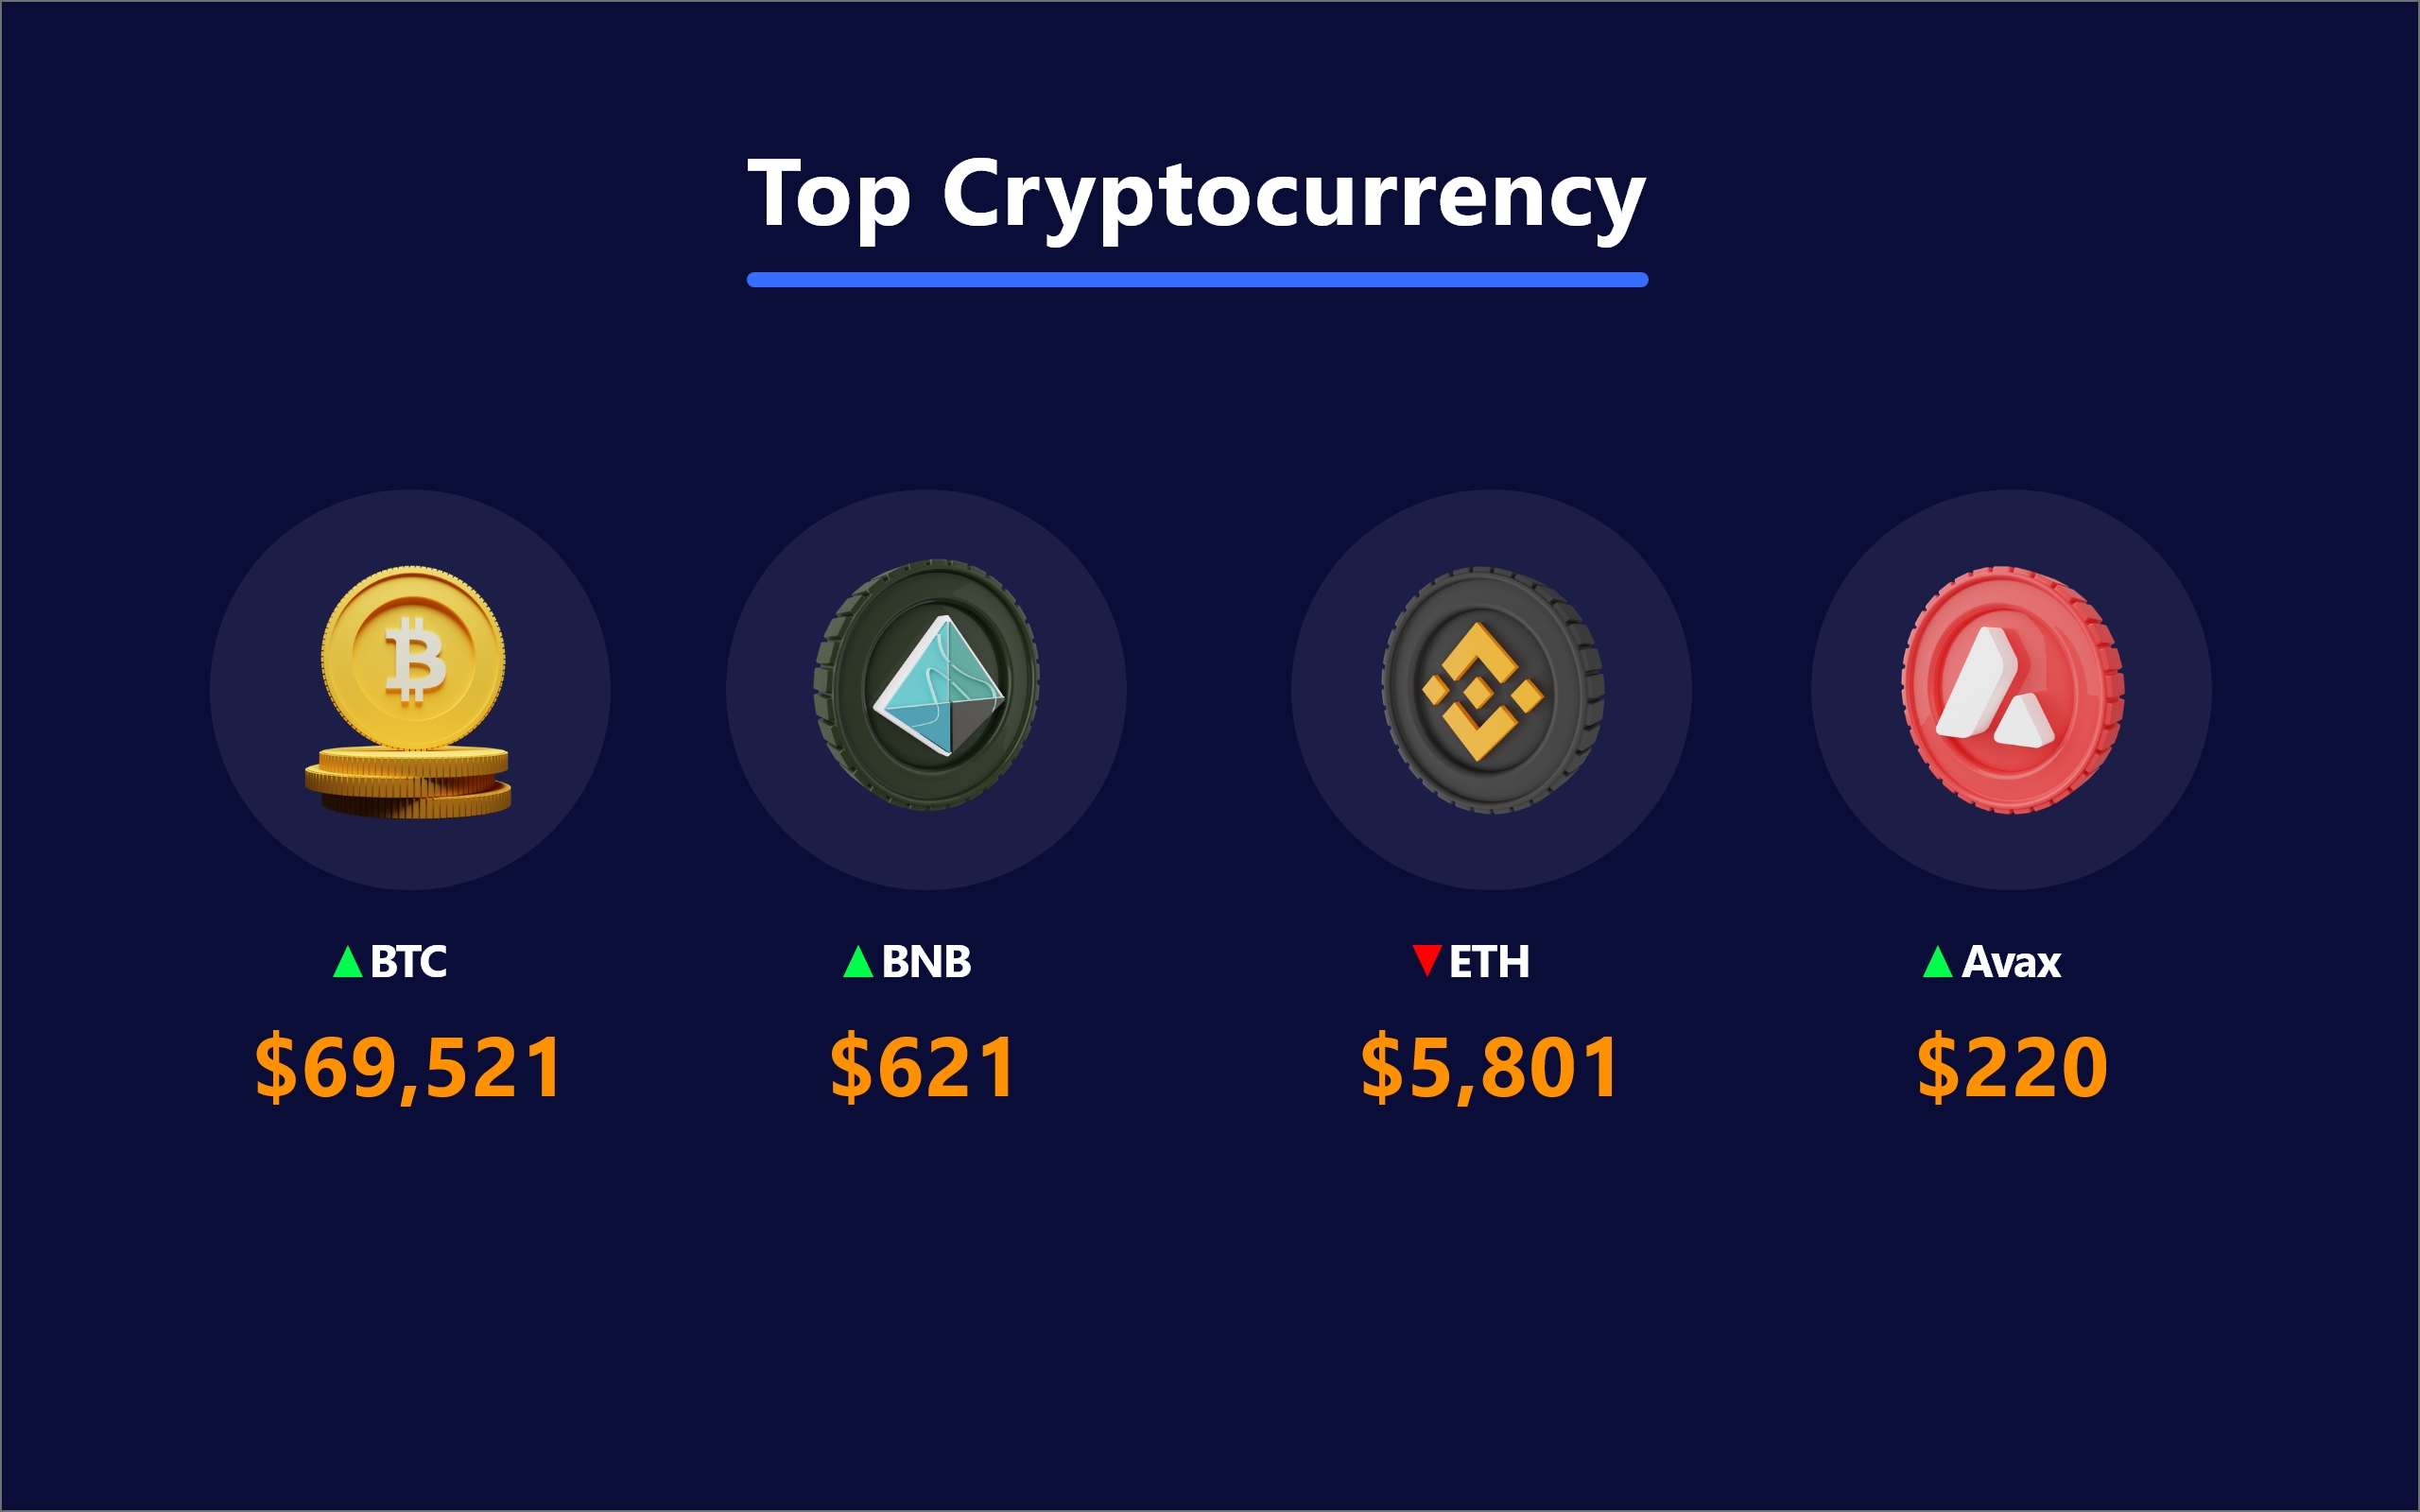 Top Cryptocurrency
BTC
$69,521
BNB
$621
ETH
$5,801
Avax
$220